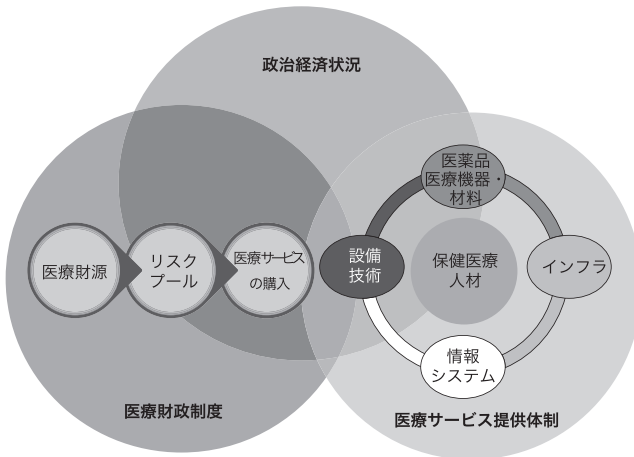 政治経済状況
医療財源
リスク
プール
医療サービス
の購入
医療財政制度
医薬品
医療機器・
材料
設備
技術
保健医療
人材
インフラ
情報
システム
医療サービス提供体制